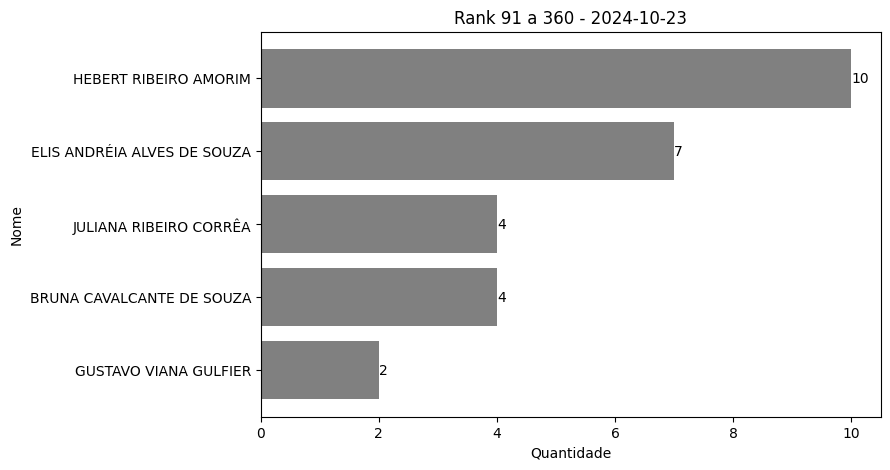 Rank 91 a 360 - 2024-10-23
HEBERT RIBEIRO AMORIM
10
ELIS ANDRÉIA ALVES DE SOUZA
7
JULIANA RIBEIRO CORRÊA
4
BRUNA CAVALCANTE DE SOUZA
4
GUSTAVO VIANA GULFIER
2
Nome
0 2 4 6 8 10
Quantidade